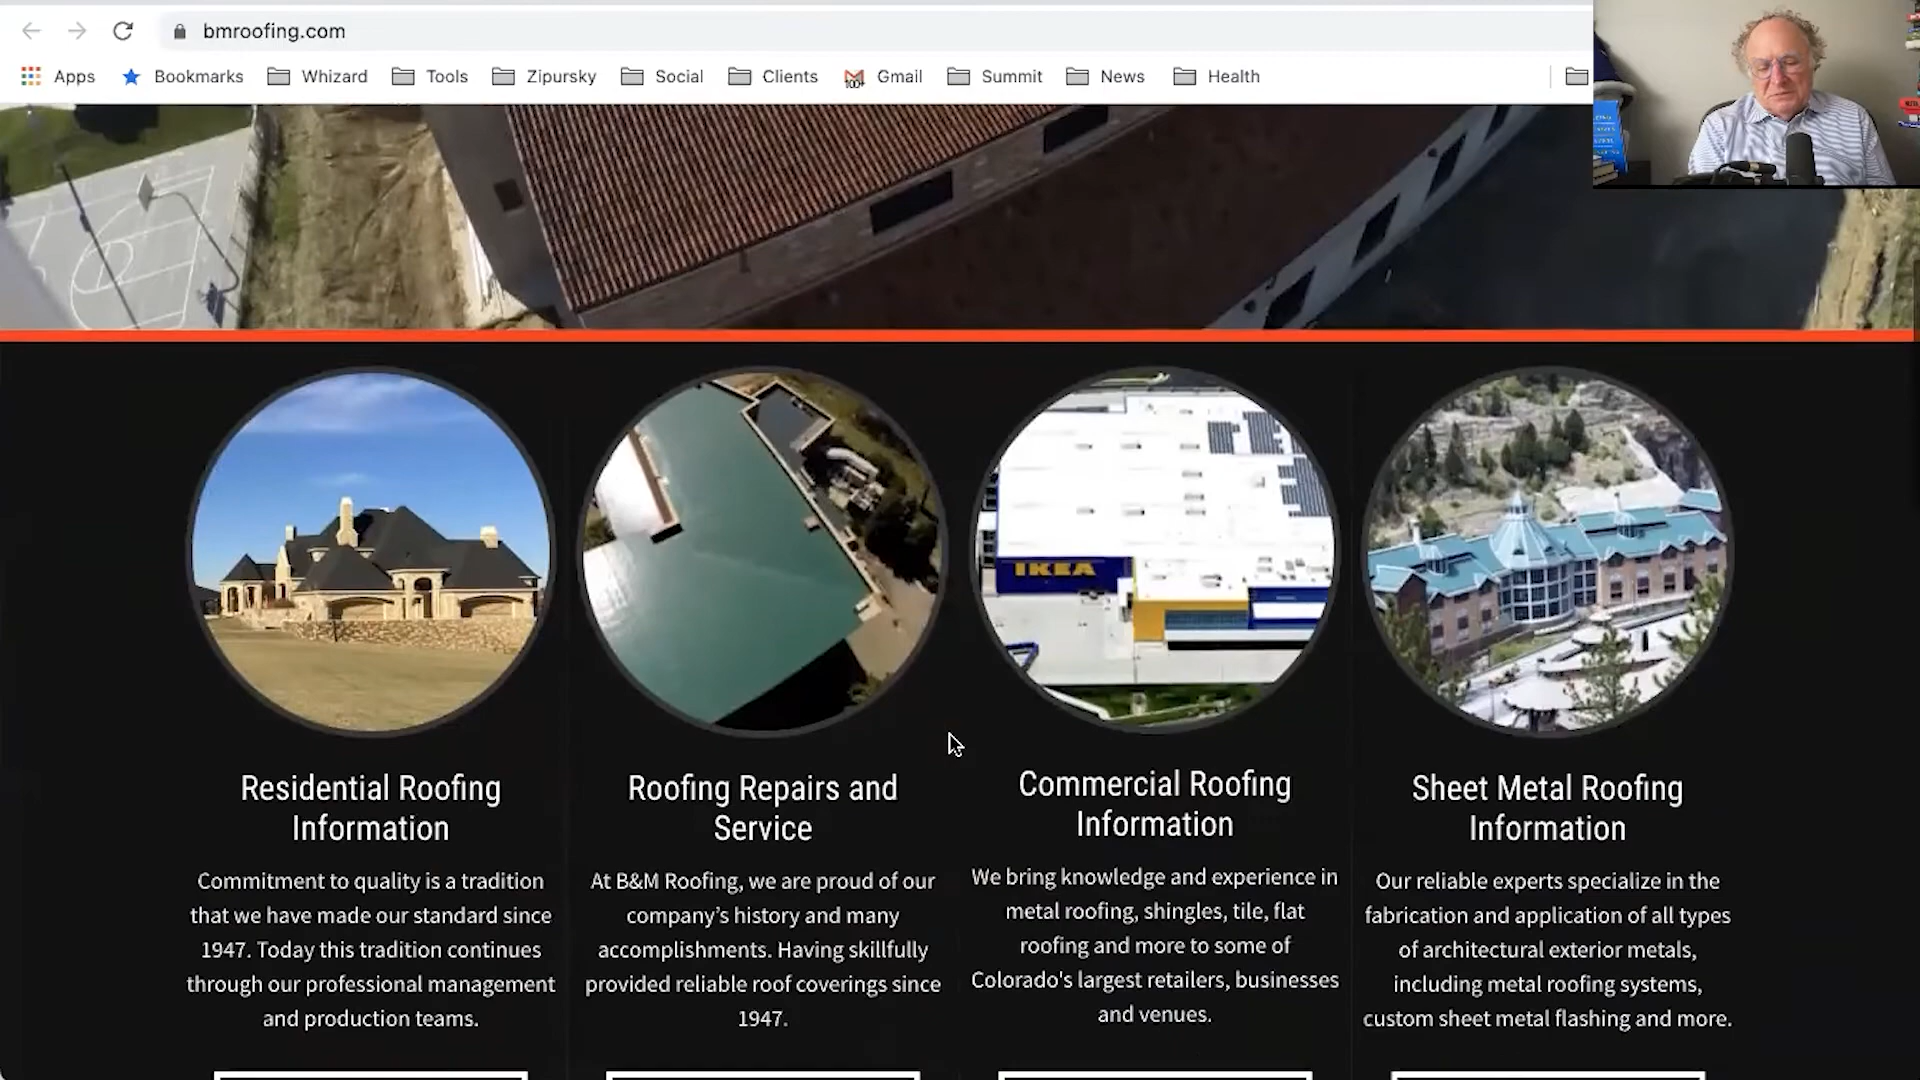 bmroofing.com
Apps Bookmarks Whizard Tools Zipursky Social Clients Gmail Summit News Health
100+
IKEA
Residential Roofing
Information
Commitment to quality is a tradition
that we have made our standard since
1947. Today this tradition continues
through our professional management
and production teams.
Roofing Repairs and
Service
At B&M Roofing, we are proud of our
company's history and many
accomplishments. Having skillfully
provided reliable roof coverings since
1947.
Commercial Roofing
Information
We bring knowledge and experience in
metal roofing, shingles, tile, flat
roofing and more to some of
Colorado's largest retailers, businesses
and venues.
Sheet Metal Roofing
Information
Our reliable experts specialize in the
fabrication and application of all types
of architectural exterior metals,
including metal roofing systems,
custom sheet metal flashing and more.